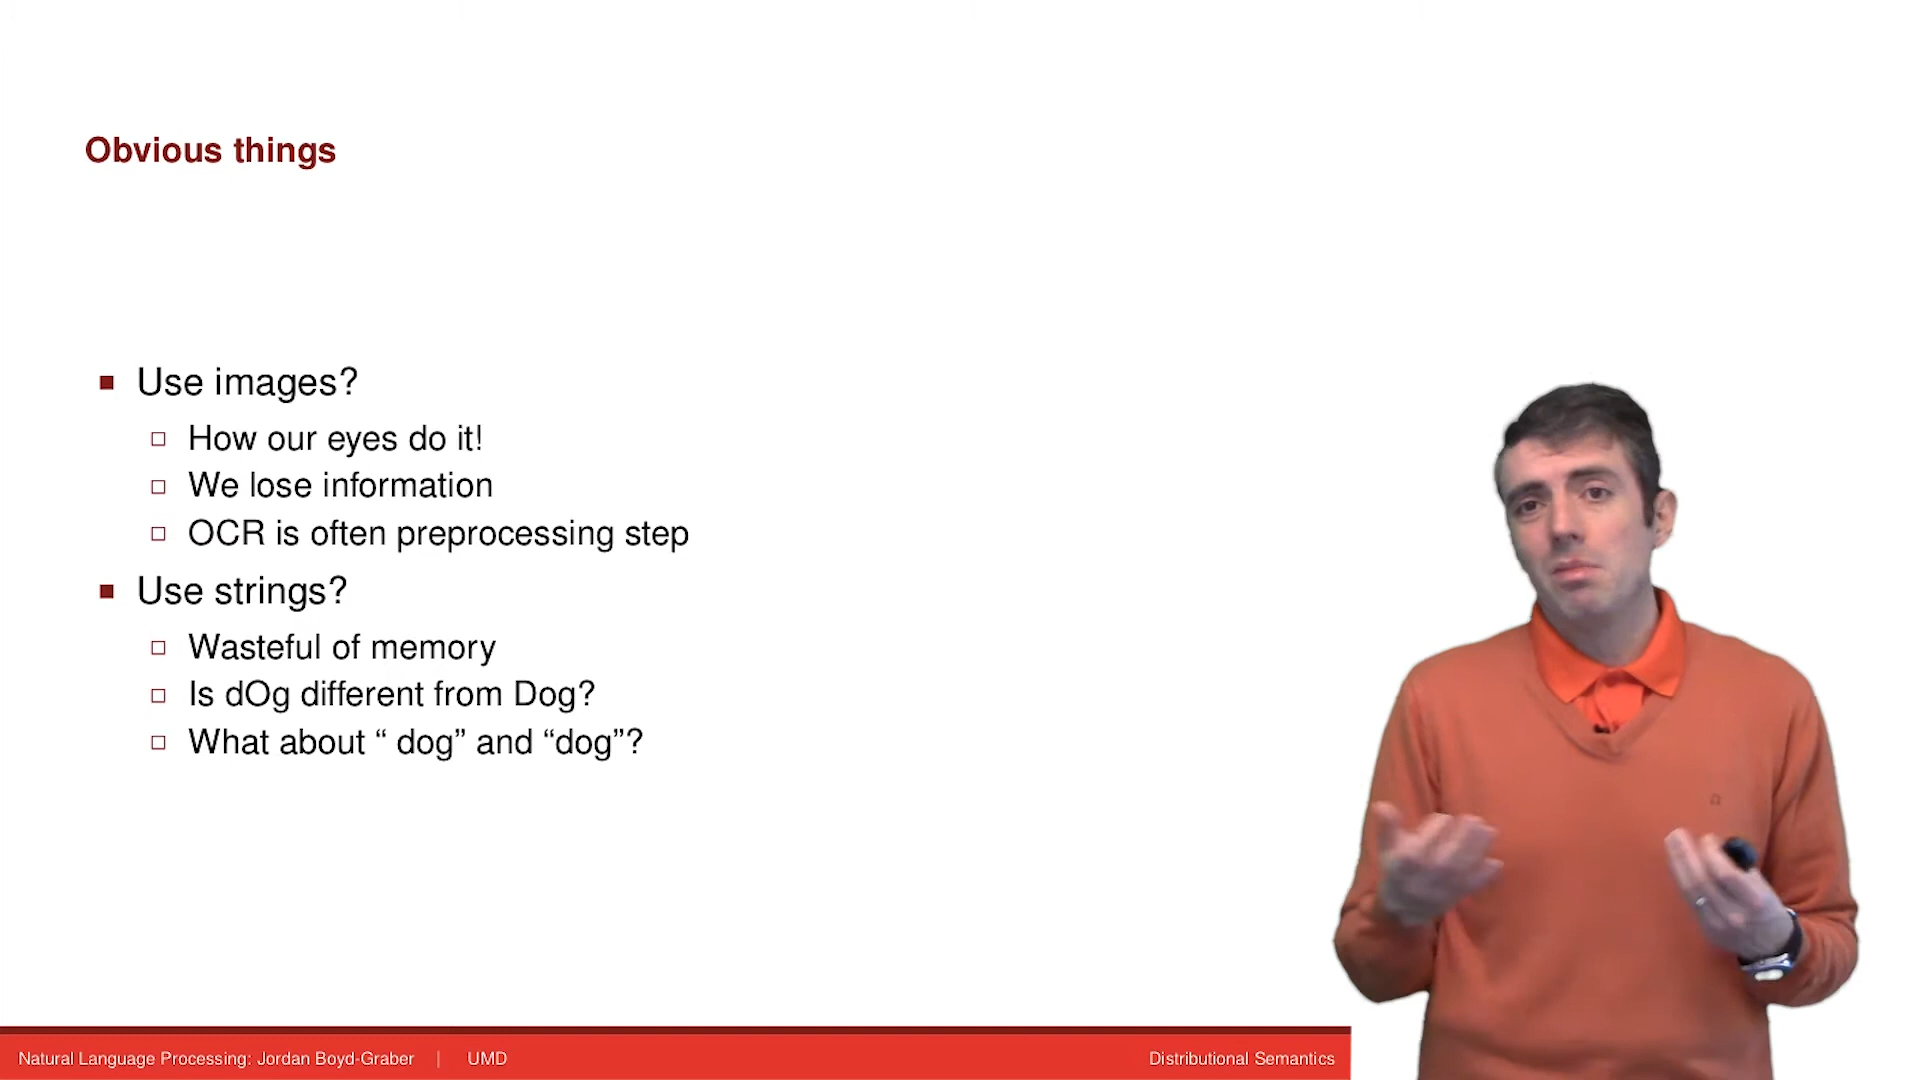 Obvious things
Use images?
How our eyes do it!
We lose information
OCR is often preprocessing step
Use strings?
Wasteful of memory
Is dOg different from Dog?
What about “ dog” and “dog”?
Natural Language Processing: Jordan Boyd-Graber | UMD
Distributional Semantics